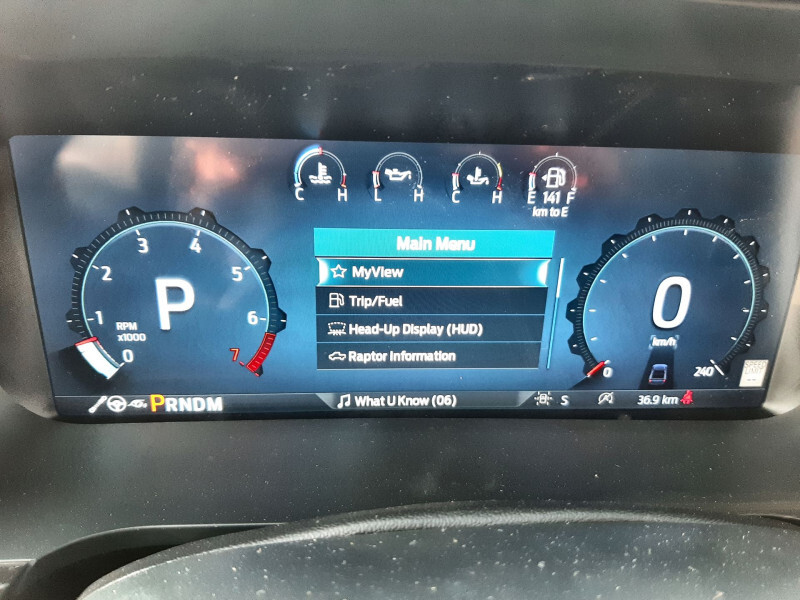 C H
L H
C H
E 141 F
km to E
Main Menu
MyView
Trip/Fuel
Head-Up Display (HUD)
Raptor Information
0 1 2 3 4 5 6 7
RPM
x1000
P
0
km/h
0 240
PRNDM
What U Know (06)
S
36.9 km